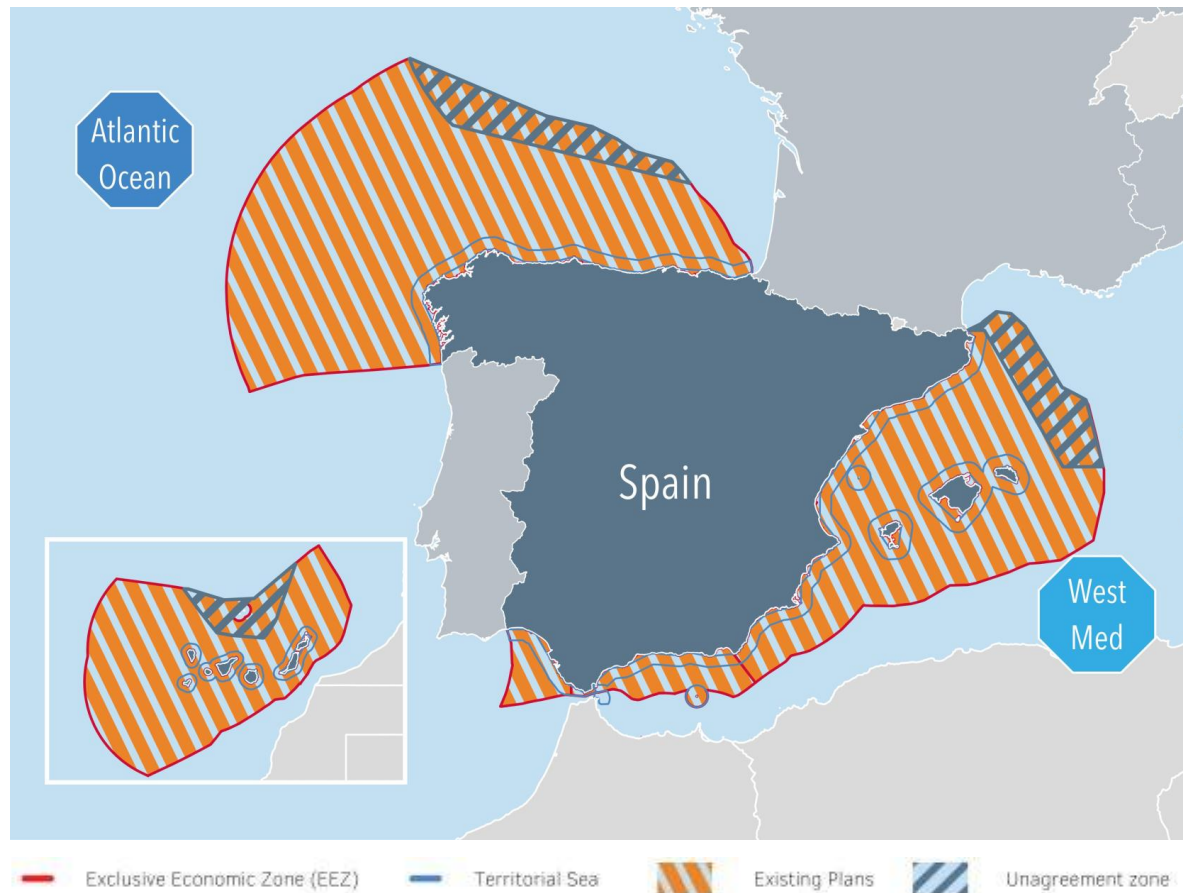 Atlantic
Ocean
Spain
West
Med
Exclusive Economic Zone (EEZ)
Territorial Sea
Existing Plans
Unagreement zone